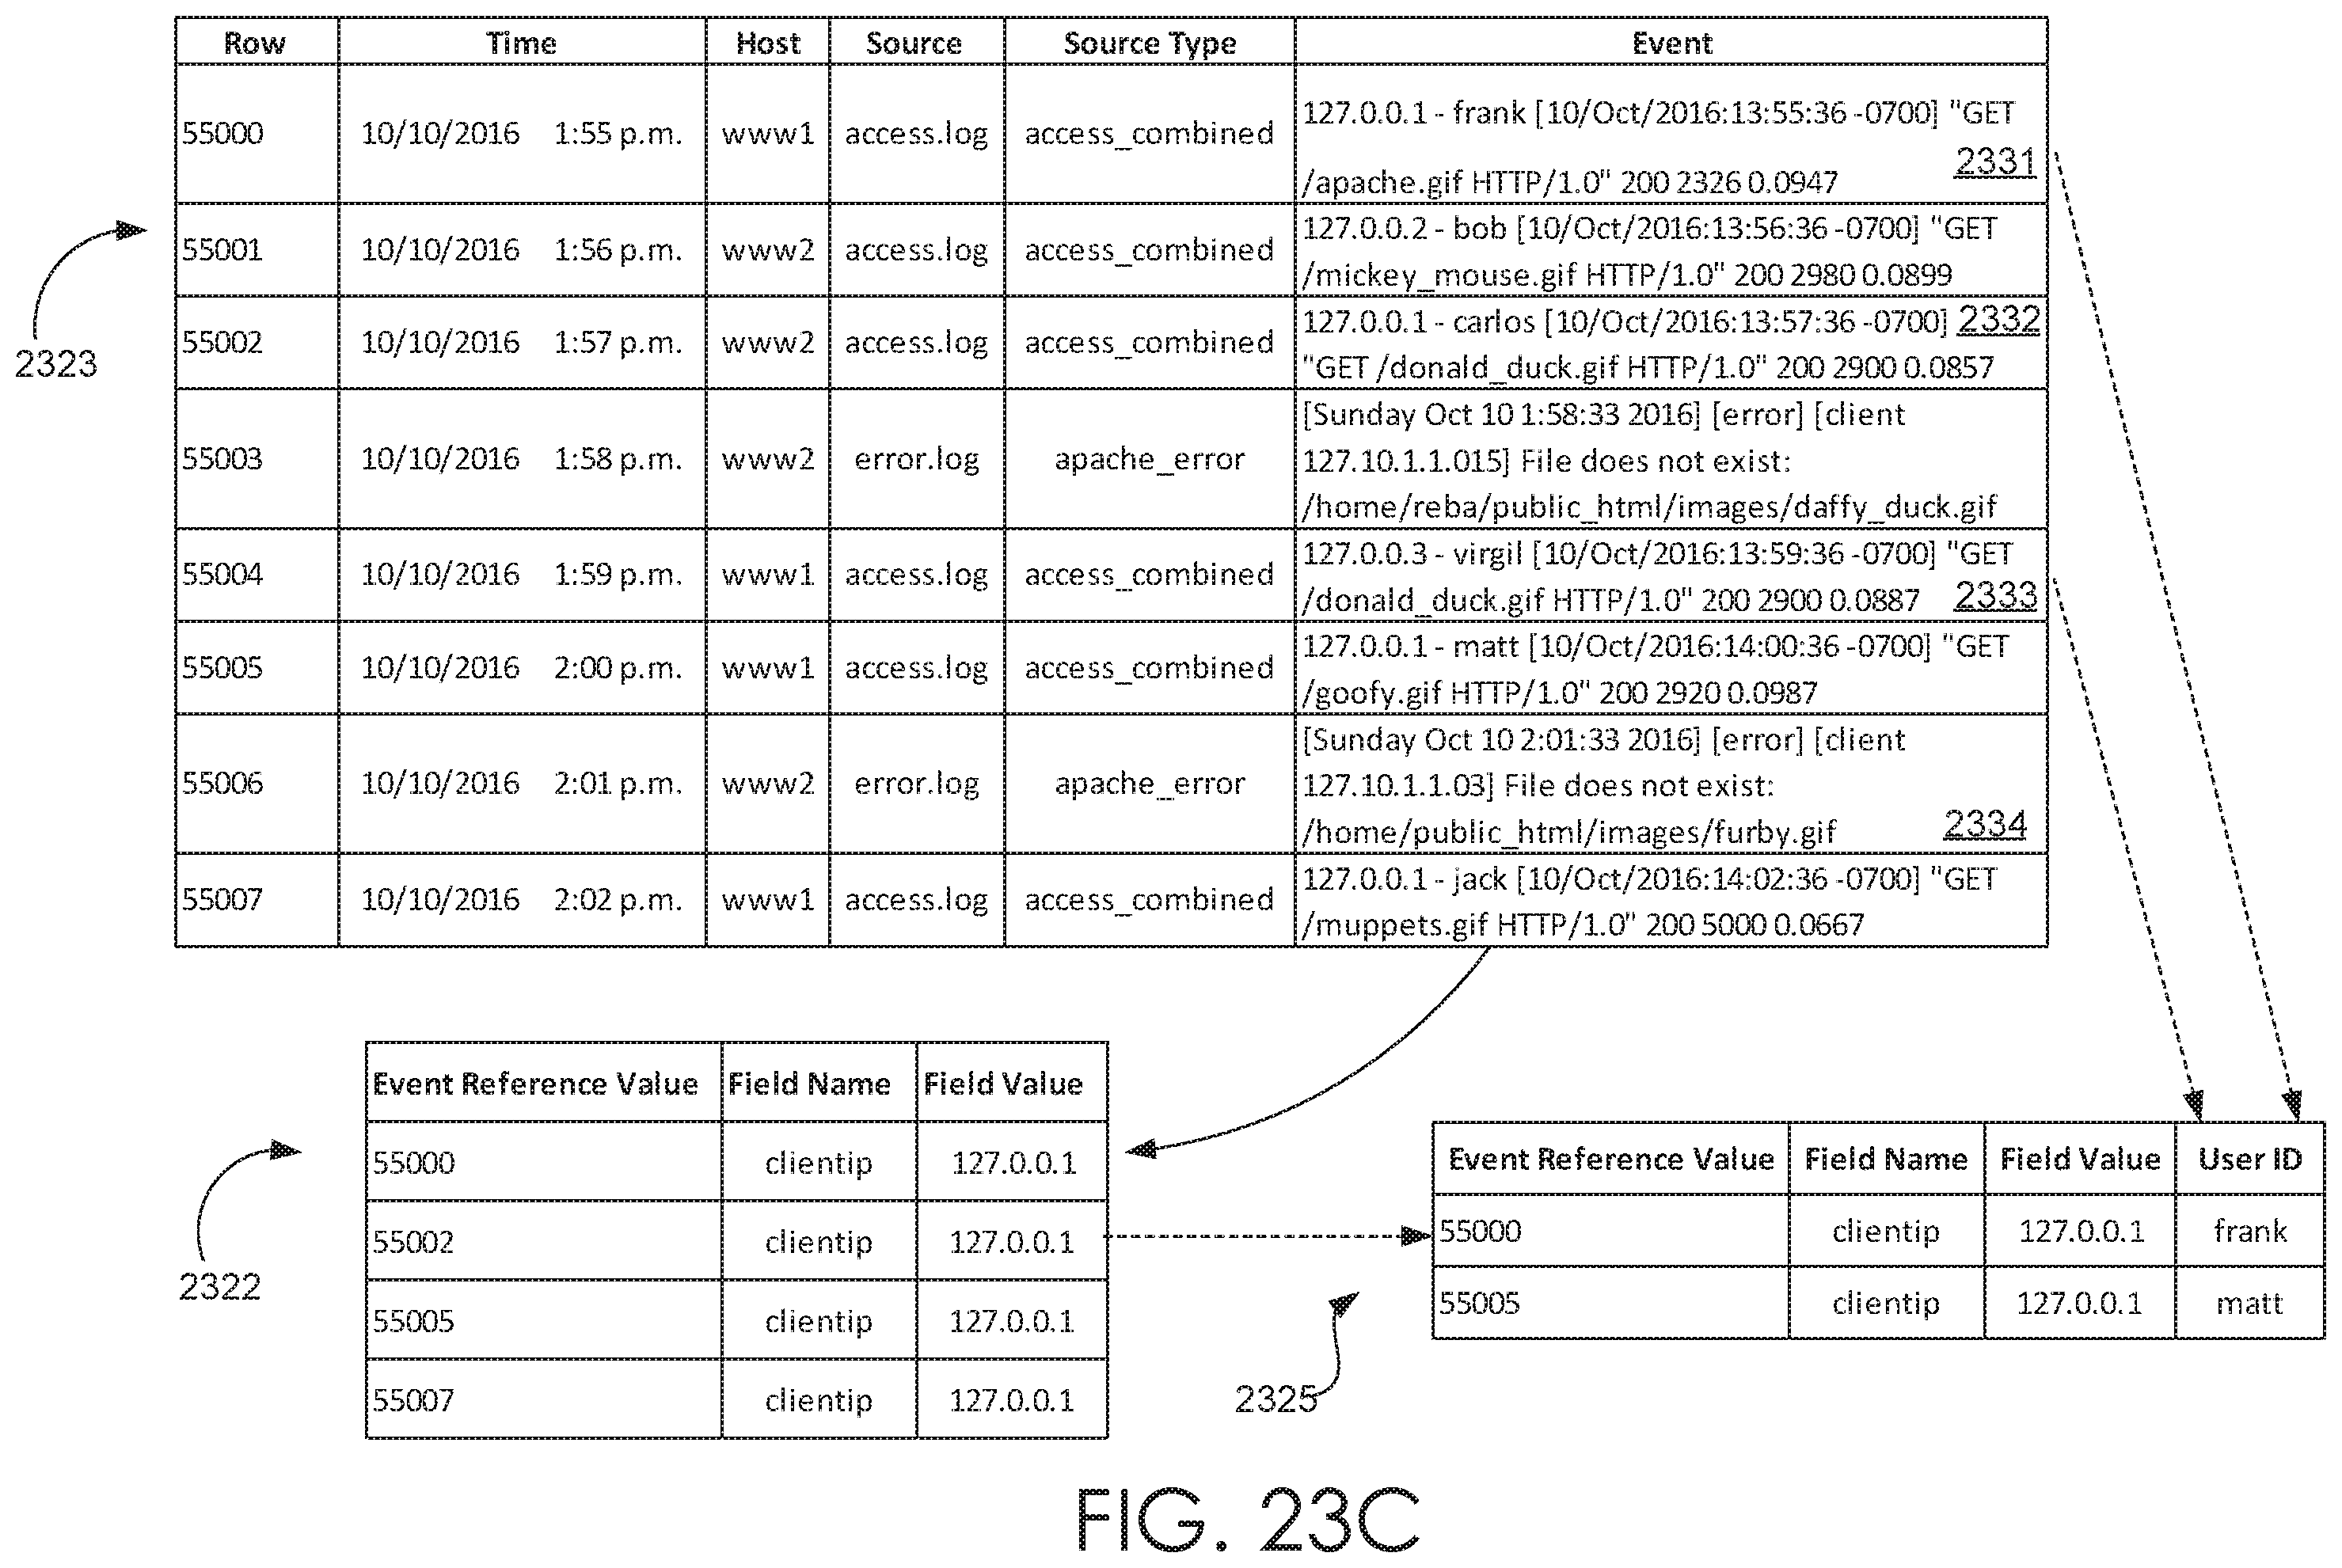 Row Time Host Source Source Type Event
55000 10/10/2016 1:55 p.m. www1 access.log access_combined 127.0.0.1 - frank [10/Oct/2016:13:55:36 -0700] "GET
/apache.gif HTTP/1.0" 200 2326 0.0947 2331
55001 10/10/2016 1:56 p.m. www2 access.log access_combined 127.0.0.2 - bob [10/Oct/2016:13:56:36 -0700] "GET
/mickey_mouse.gif HTTP/1.0" 200 2980 0.0899
55002 10/10/2016 1:57 p.m. www2 access.log access_combined 127.0.0.1 - carlos [10/Oct/2016:13:57:36 -0700] 2332
"GET /donald_duck.gif HTTP/1.0" 200 2900 0.0857
2323
55003 10/10/2016 1:58 p.m. www2 error.log apache_error [Sunday Oct 10 1:58:33 2016] [error] [client
127.10.1.1.015] File does not exist:
/home/reba/public_html/images/daffy_duck.gif
55004 10/10/2016 1:59 p.m. www1 access.log access_combined 127.0.0.3 - virgil [10/Oct/2016:13:59:36 -0700] "GET
/donald_duck.gif HTTP/1.0" 200 2900 0.0887 2333
55005 10/10/2016 2:00 p.m. www1 access.log access_combined 127.0.0.1 - matt [10/Oct/2016:14:00:36 -0700] "GET
/goofy.gif HTTP/1.0" 200 2920 0.0987
55006 10/10/2016 2:01 p.m. www2 error.log apache_error [Sunday Oct 10 2:01:33 2016] [error] [client
127.10.1.1.03] File does not exist:
/home/public_html/images/furby.gif 2334
55007 10/10/2016 2:02 p.m. www1 access.log access_combined 127.0.0.1 - jack [10/Oct/2016:14:02:36 -0700] "GET
/muppets.gif HTTP/1.0" 200 5000 0.0667
Event Reference Value Field Name Field Value
55000 clientip 127.0.0.1
55002 clientip 127.0.0.1
55005 clientip 127.0.0.1
55007 clientip 127.0.0.1
2322
Event Reference Value Field Name Field Value User ID
55000 clientip 127.0.0.1 frank
55005 clientip 127.0.0.1 matt
2325
FIG. 23C